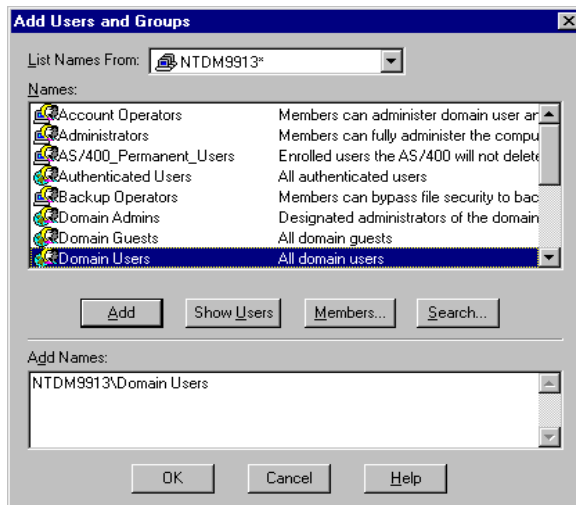 Add Users and Groups
List Names From: NTDM9913*
Names:
Account Operators Members can administer domain user ar
Administrators Members can fully administer the compu
AS/400_Permanent_Users Enrolled users the AS/400 will not delete
Authenticated Users All authenticated users
Backup Operators Members can bypass file security to bac
Domain Admins Designated administrators of the domain
Domain Guests All domain guests
Domain Users All domain users
Add Show Users Members... Search...
Add Names:
NTDM9913\Domain Users
OK Cancel Help